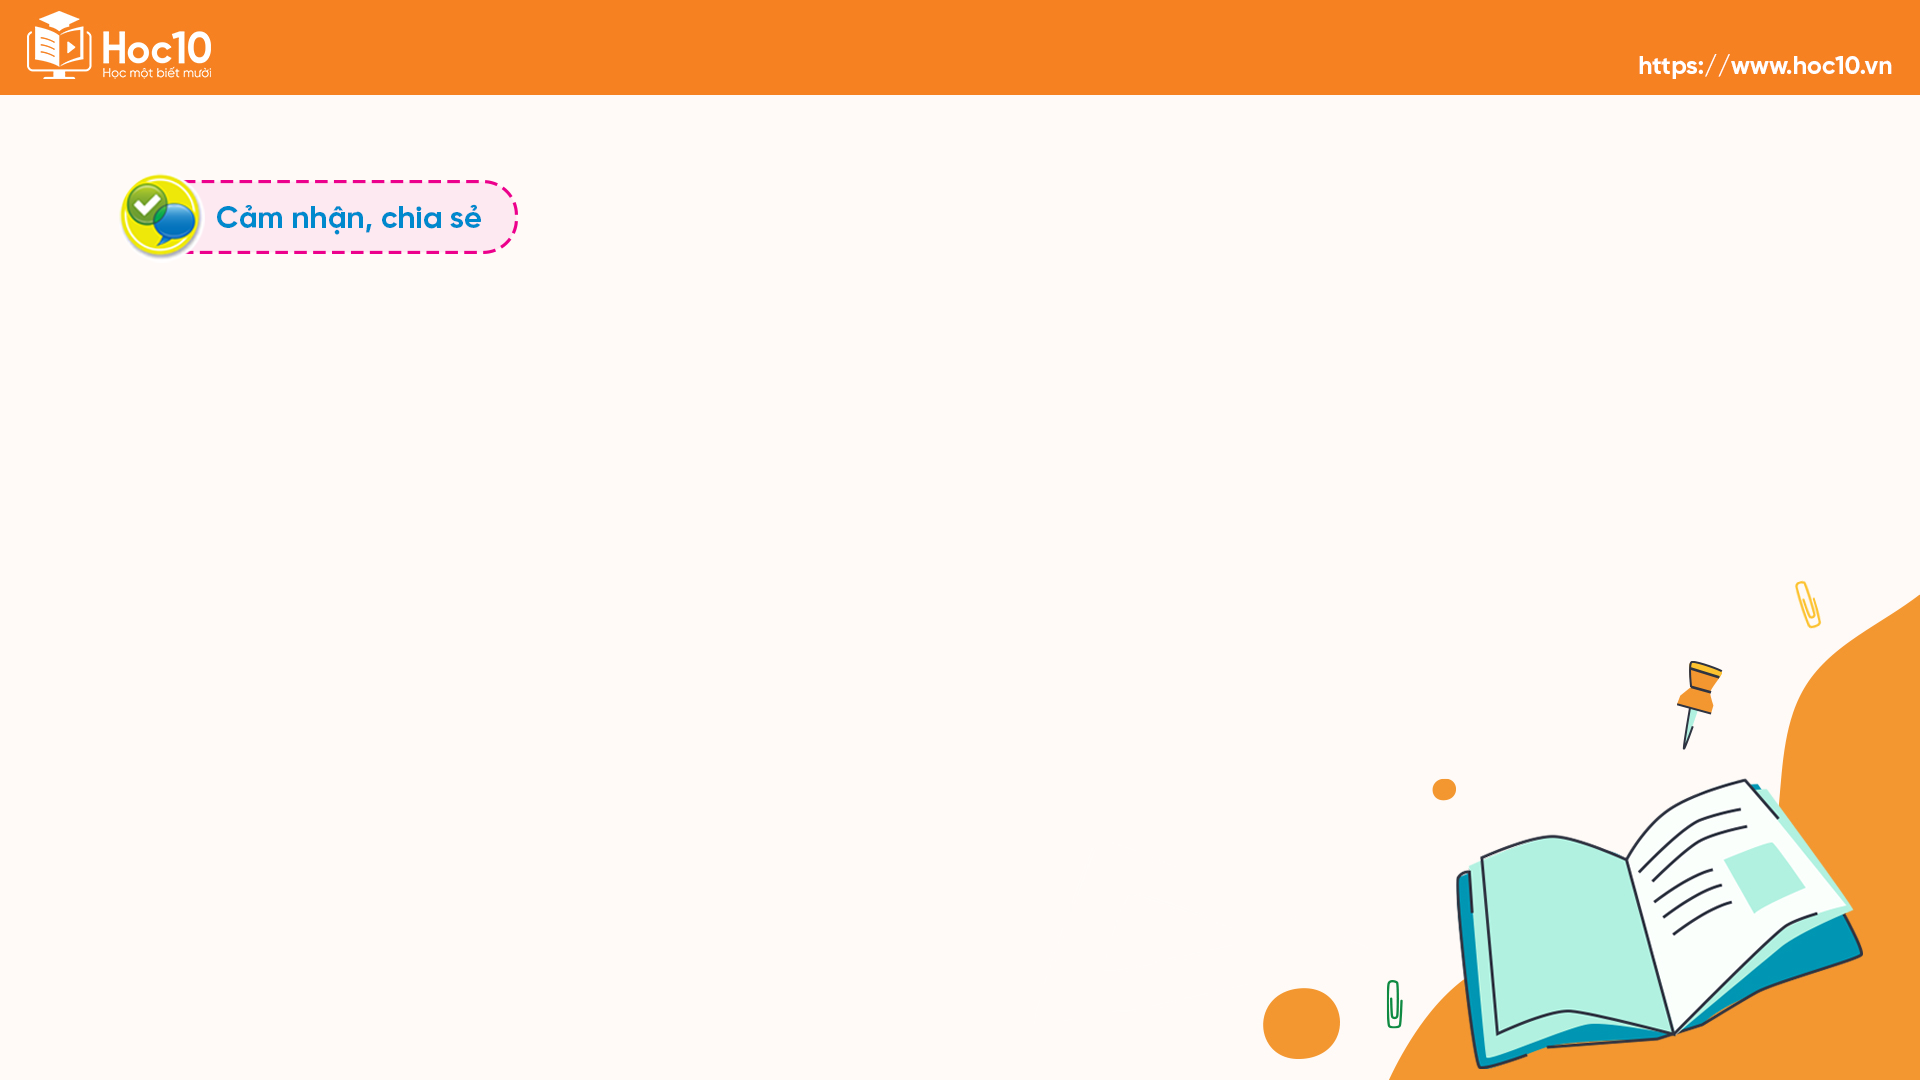 Hoc10
Học một biết mười
https://www.hoc10.vn
Cảm nhận, chia sẻ